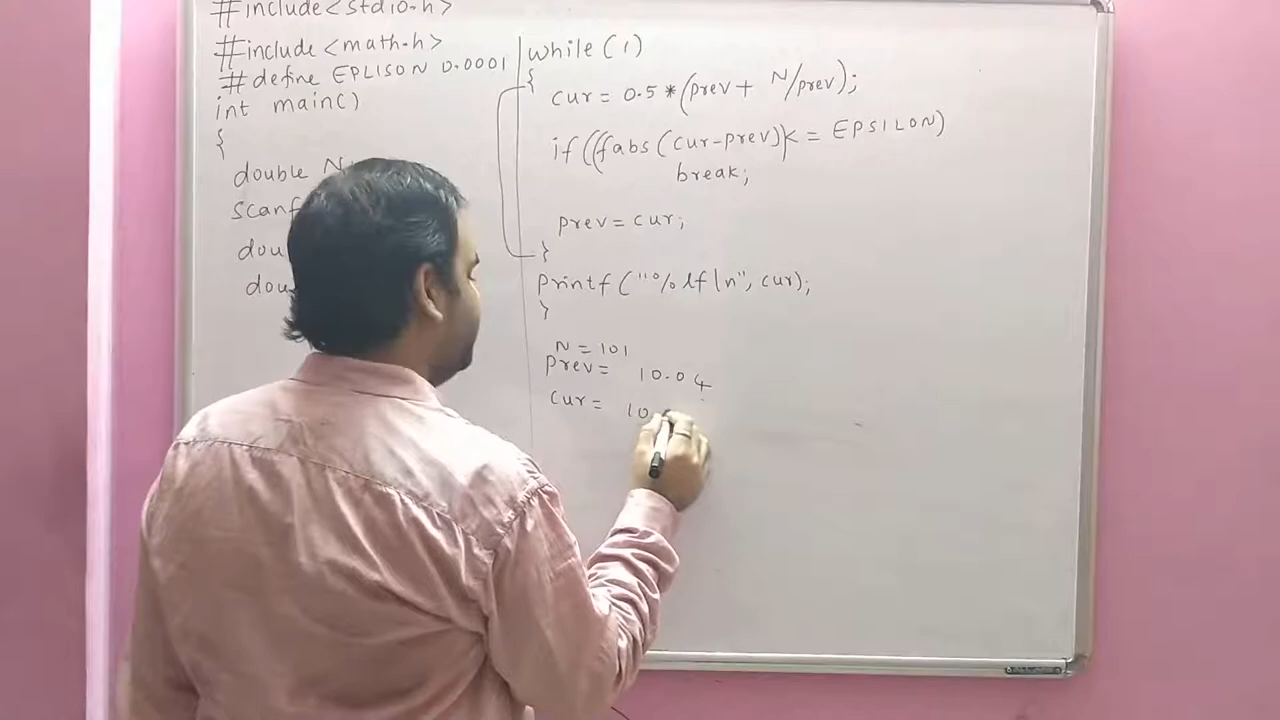 #include<stdio.h>
#include <math.h>
#define EPLISON 0.0001
int main()
{
double N
scanf
dou
dou
while (1)
{
cur = 0.5 * (prev + N/prev);
if ((fabs (cur-prev)) <= EPSILON)
break;
prev = cur;
}
printf ("%lf\n", cur);
}
N = 101
prev = 10.04
cur = 10.